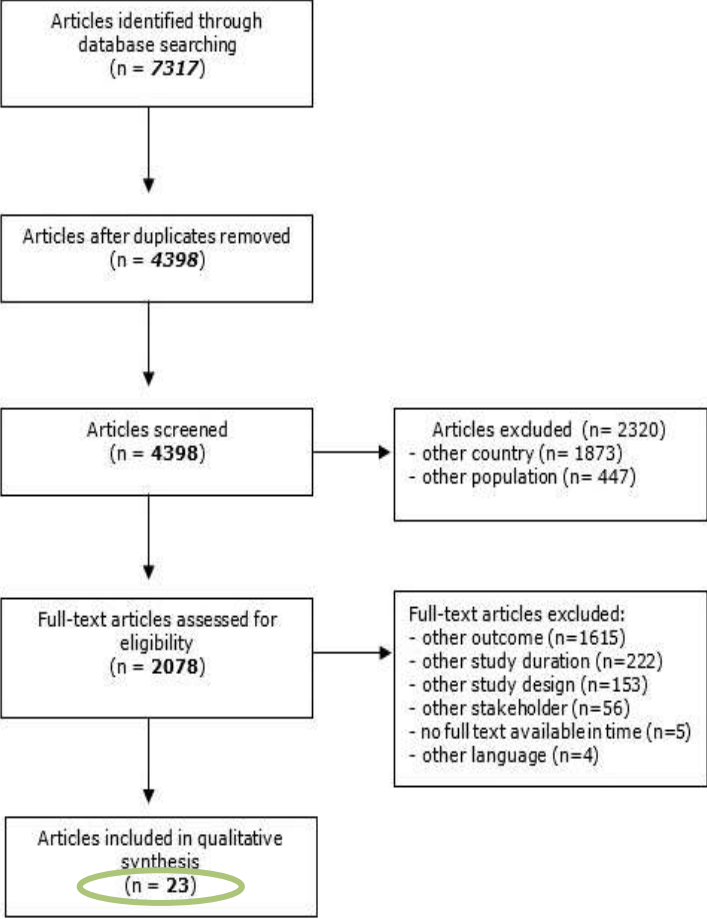 Articles identified through
database searching
(n = 7317)
Articles after duplicates removed
(n = 4398)
Articles screened
(n = 4398)
Articles excluded (n= 2320)
- other country (n= 1873)
- other population (n= 447)
Full-text articles assessed for
eligibility
(n = 2078)
Full-text articles excluded:
- other outcome (n=1615)
- other study duration (n=222)
- other study design (n=153)
- other stakeholder (n=56)
- no full text available in time (n=5)
- other language (n=4)
Articles included in qualitative
synthesis
(n = 23)